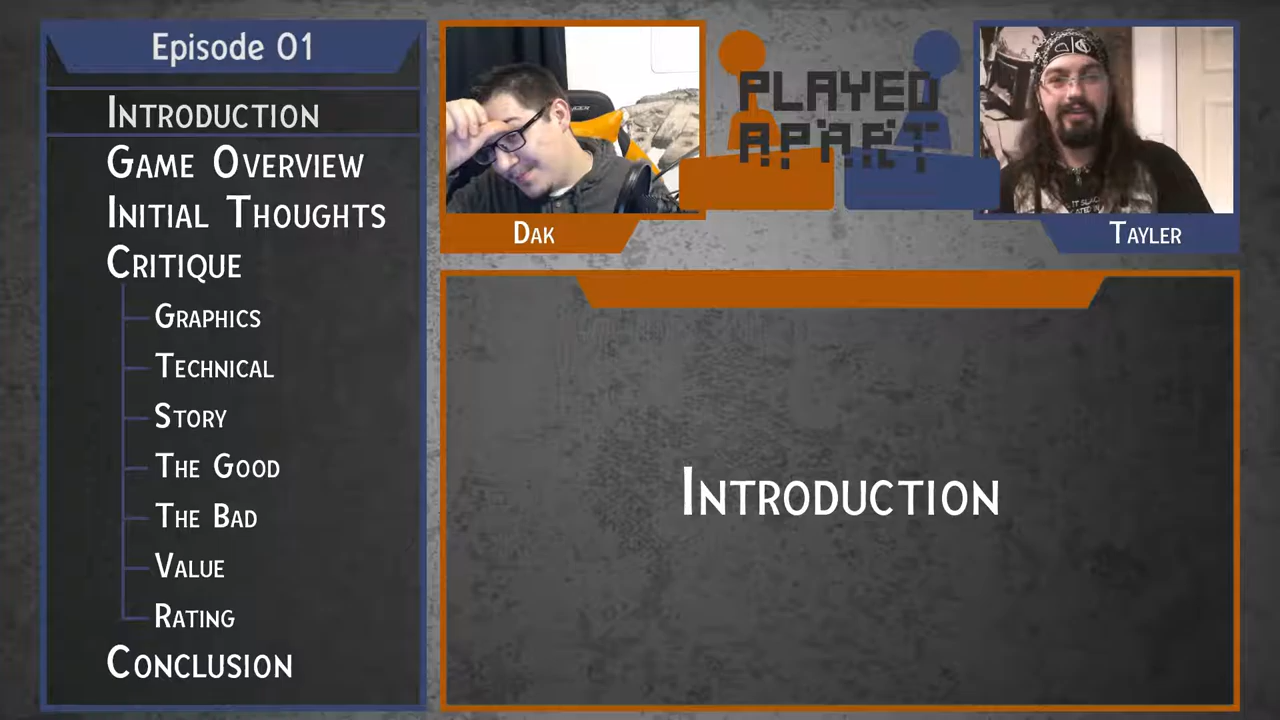 Episode 01
Introduction
Game Overview
Initial Thoughts
Critique
Graphics
Technical
Story
The Good
The Bad
Value
Rating
Conclusion
PLAYED
APART
Dak
Tayler
Introduction